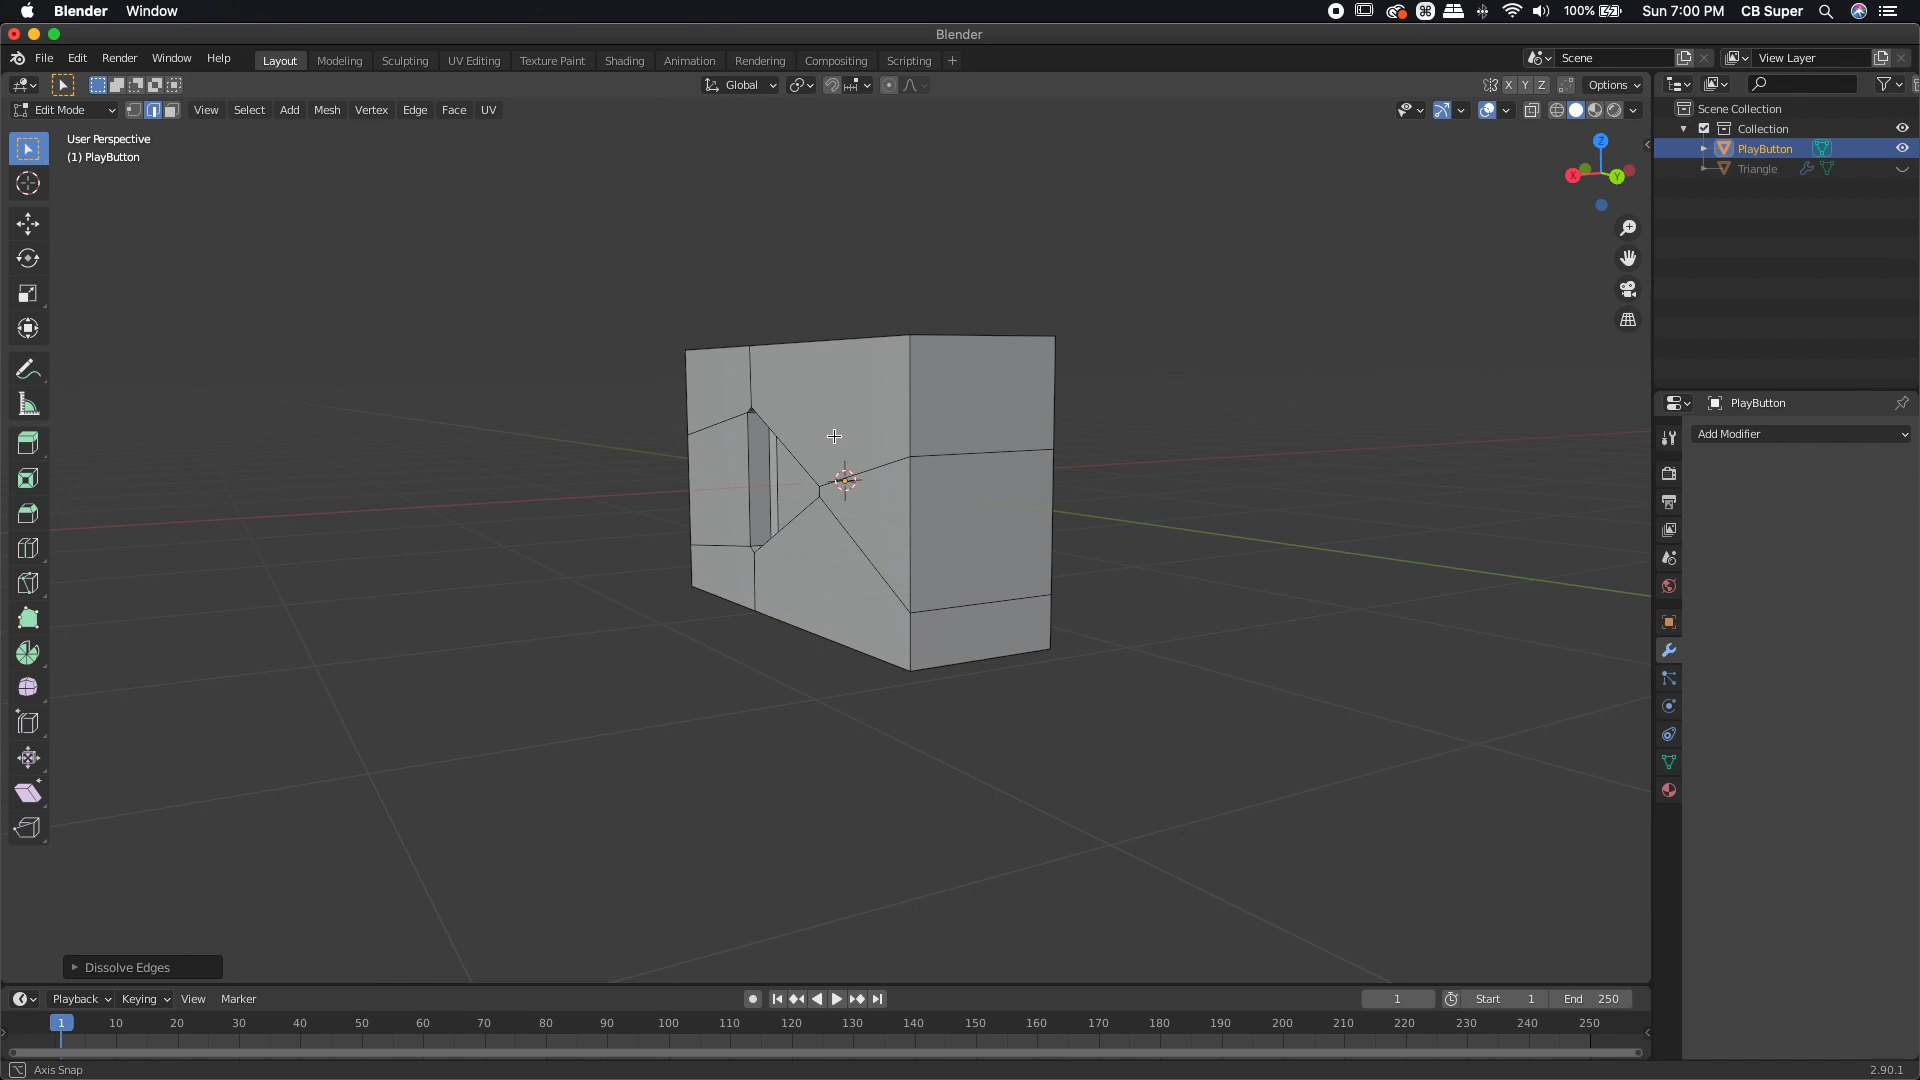 Blender Window 100% Sun 7:00 PM CB Super
Blender
File Edit Render Window Help Layout Modeling Sculpting UV Editing Texture Paint Shading Animation Rendering Compositing Scripting + Scene View Layer
Global X Y Z Options
Edit Mode View Select Add Mesh Vertex Edge Face UV
Scene Collection
Collection
PlayButton
Triangle
User Perspective
(1) PlayButton
Z
X
Y
PlayButton
Add Modifier
Dissolve Edges
Playback Keying View Marker 1 Start 1 End 250
1 10 20 30 40 50 60 70 80 90 100 110 120 130 140 150 160 170 180 190 200 210 220 230 240 250
Axis Snap 2.90.1